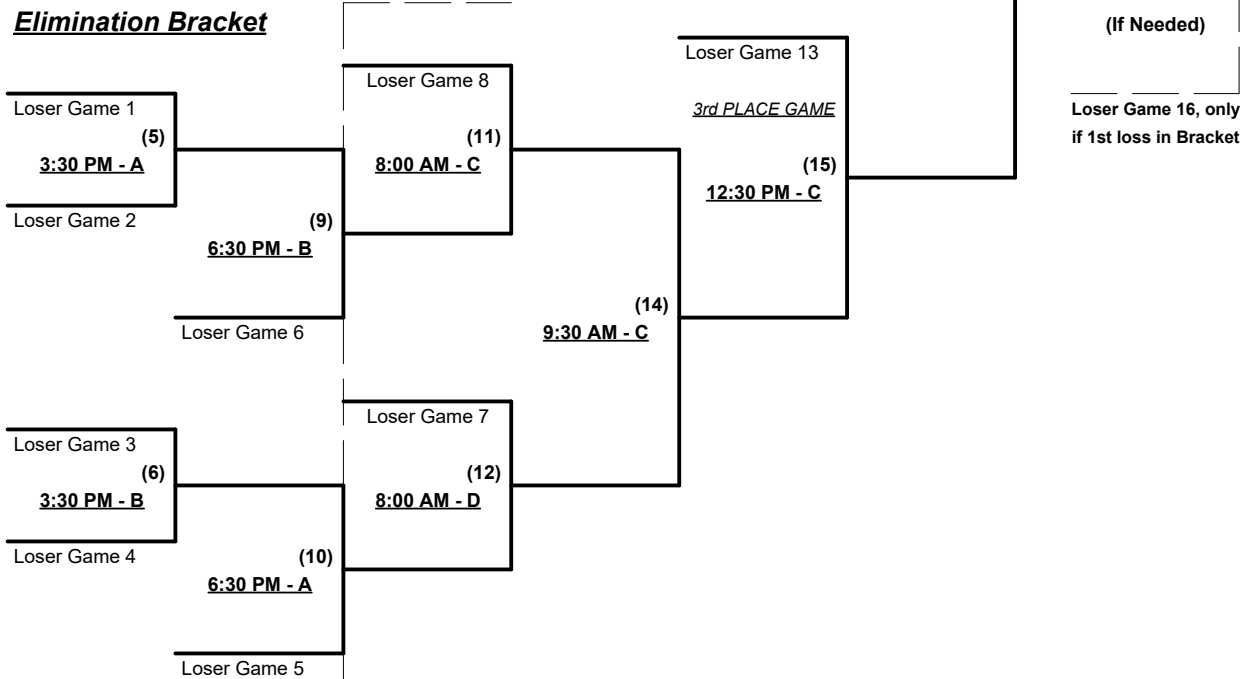 Elimination Bracket
(If Needed)
Loser Game 13
Loser Game 8
Loser Game 1
3rd PLACE GAME
Loser Game 16, only
if 1st loss in Bracket
(5)
3:30 PM - A
(11)
8:00 AM - C
(15)
12:30 PM - C
Loser Game 2
(9)
6:30 PM - B
(14)
9:30 AM - C
Loser Game 6
Loser Game 7
Loser Game 3
(6)
3:30 PM - B
(12)
8:00 AM - D
Loser Game 4
(10)
6:30 PM - A
Loser Game 5